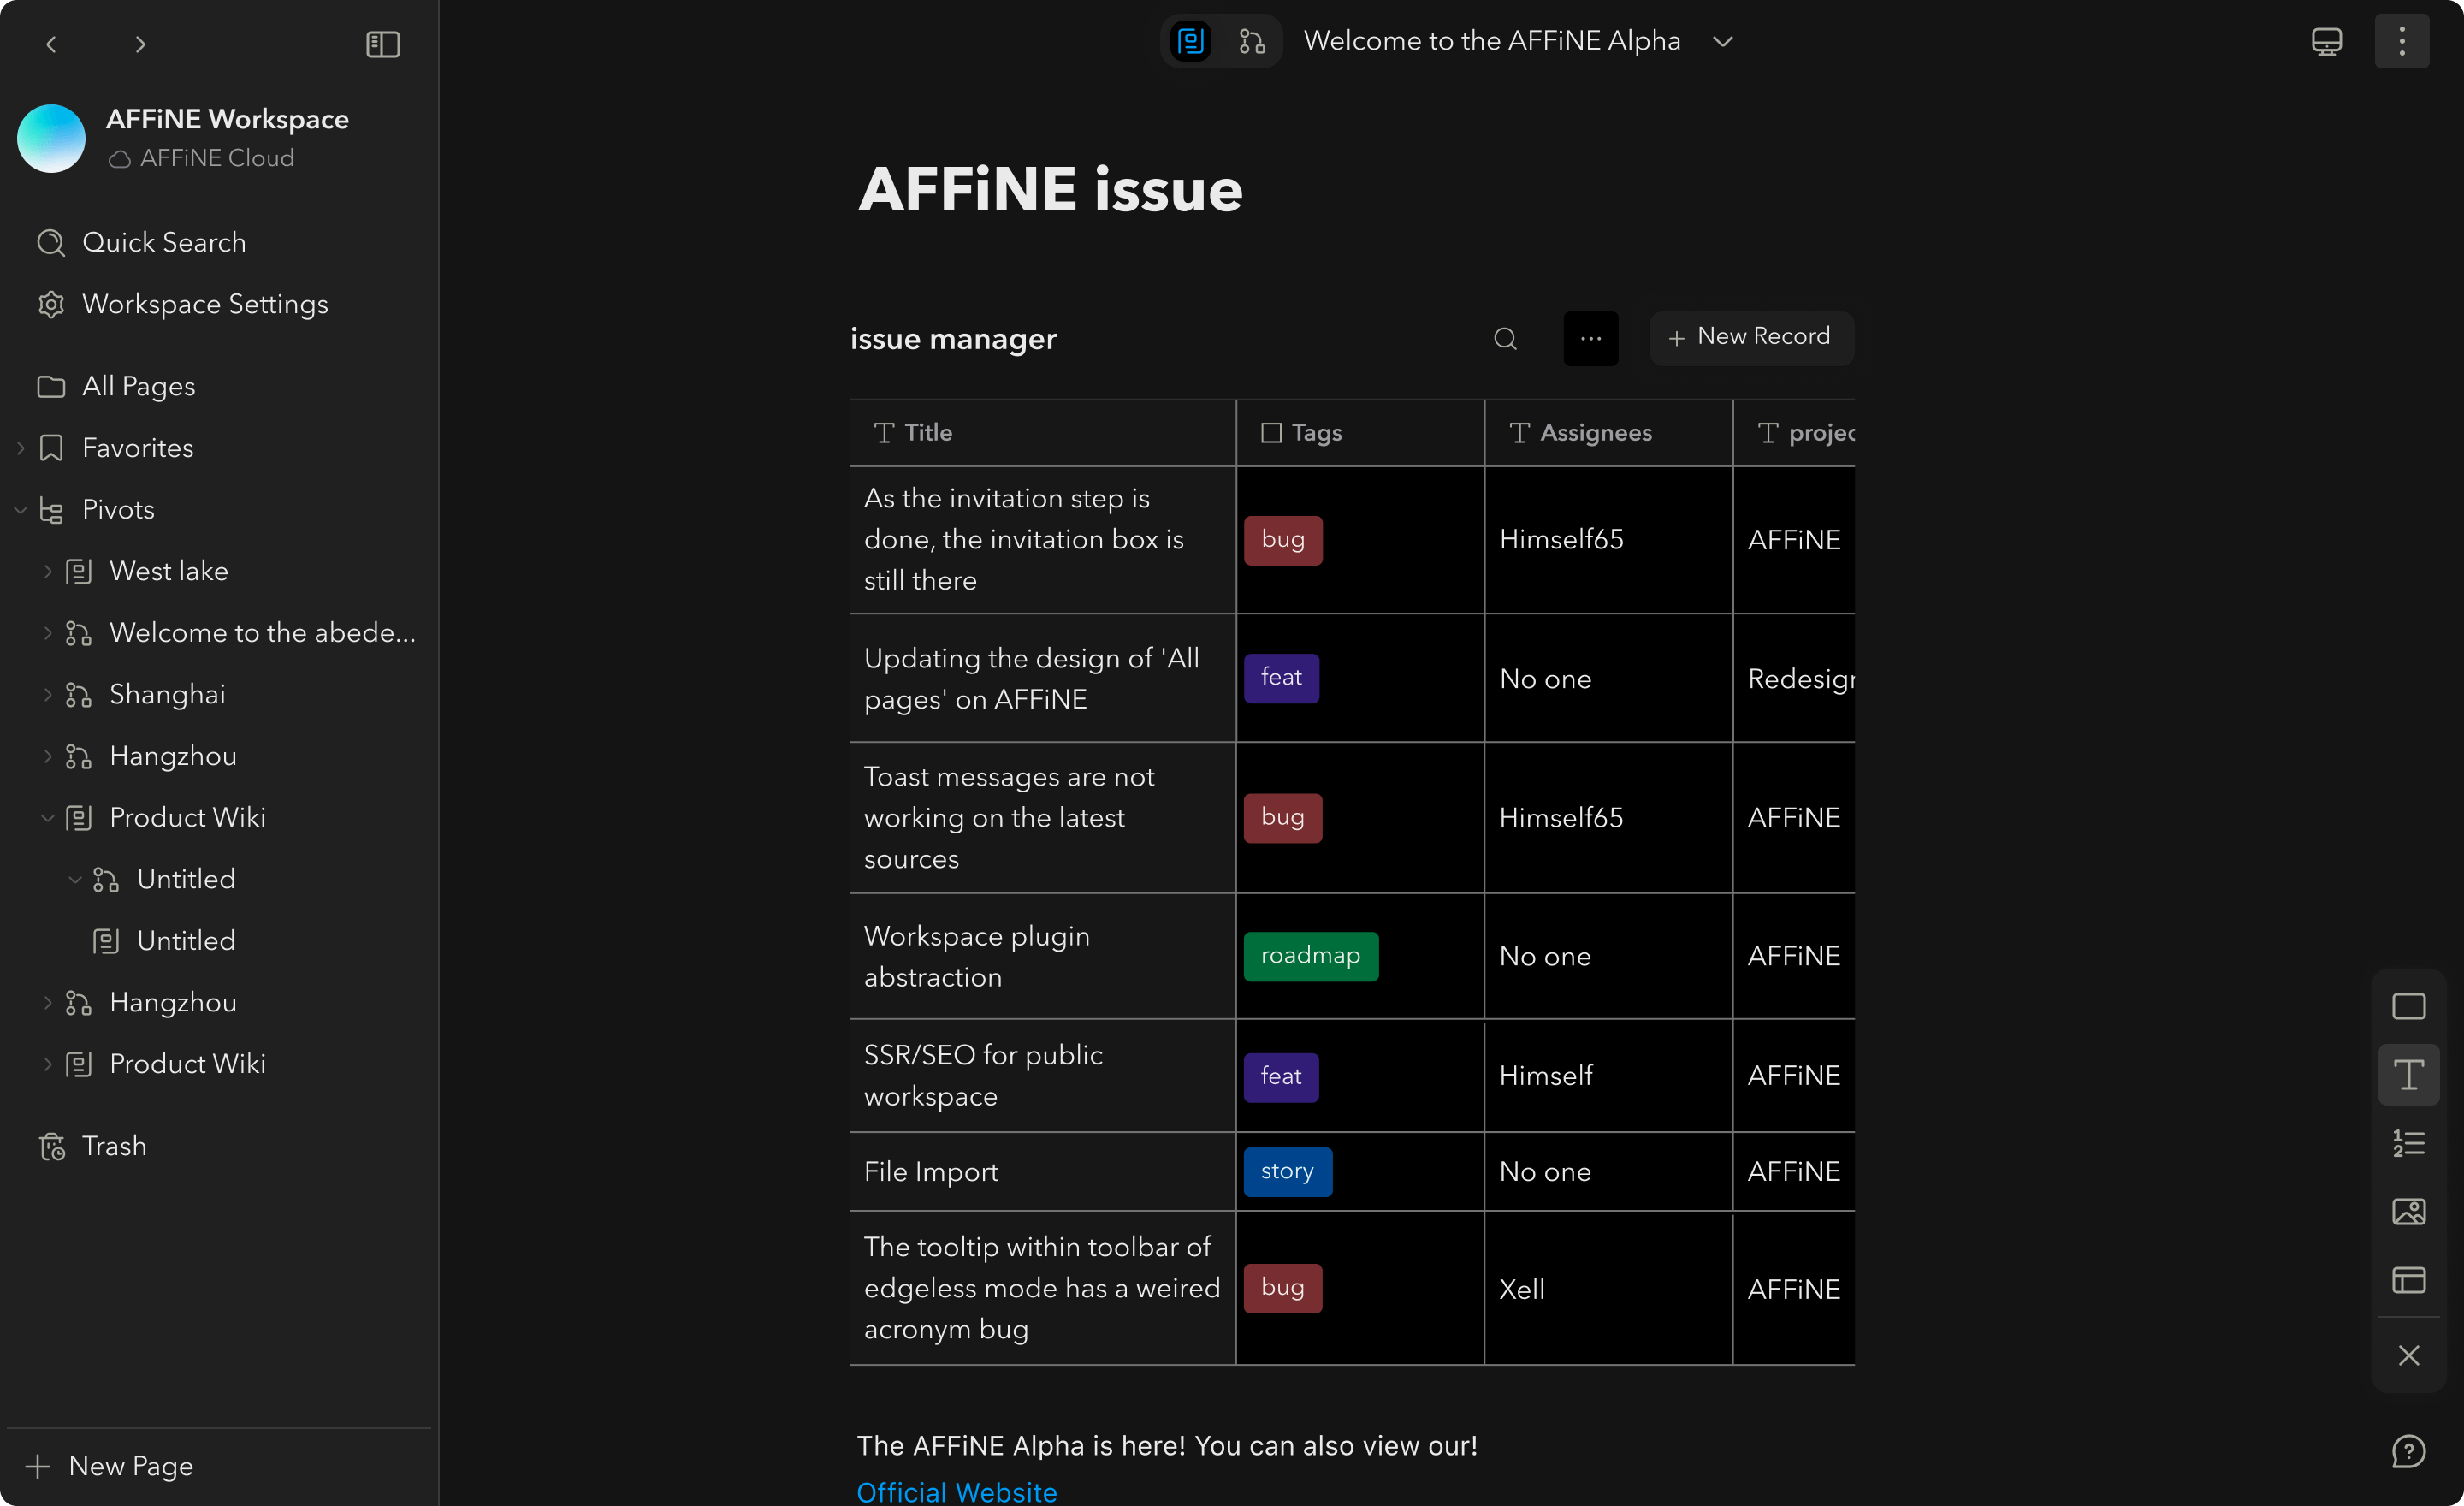 AFFiNE Workspace
AFFiNE Cloud
Quick Search
Workspace Settings
All Pages
Favorites
Pivots
West lake
Welcome to the abede...
Shanghai
Hangzhou
Product Wiki
Untitled
Untitled
Hangzhou
Product Wiki
Trash
New Page
Welcome to the AFFiNE Alpha
AFFiNE issue
issue manager
New Record
Title Tags Assignees projec
As the invitation step is
done, the invitation box is
still there
bug Himself65 AFFiNE
Updating the design of 'All
pages' on AFFiNE
feat No one Redesign
Toast messages are not
working on the latest
sources
bug Himself65 AFFiNE
Workspace plugin
abstraction
roadmap No one AFFiNE
SSR/SEO for public
workspace
feat Himself AFFiNE
File Import story No one AFFiNE
The tooltip within toolbar of
edgeless mode has a weired
acronym bug
bug Xell AFFiNE
The AFFiNE Alpha is here! You can also view our!
Official Website